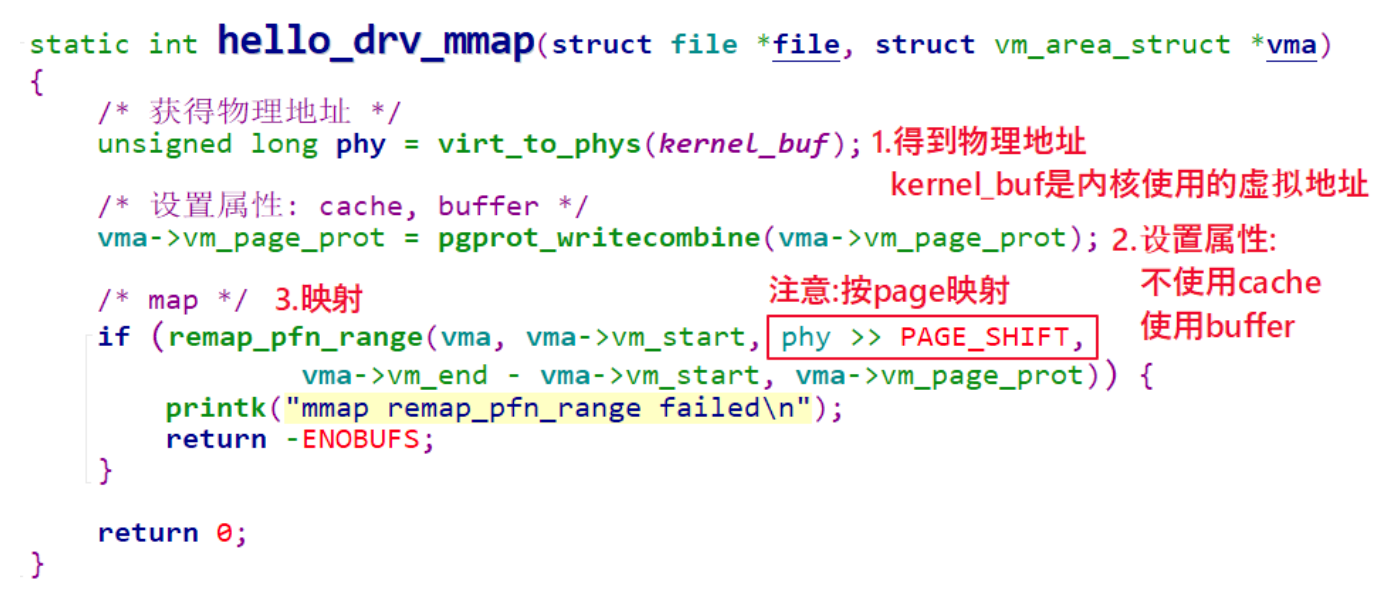 static int hello_drv_mmap(struct file *file, struct vm_area_struct *vma)
{
/* 获得物理地址 */
unsigned long phy = virt_to_phys(kernel_buf); 1.得到物理地址
kernel_buf是内核使用的虚拟地址
/* 设置属性: cache, buffer */
vma->vm_page_prot = pgprot_writecombine(vma->vm_page_prot); 2.设置属性:
不使用cache
使用buffer
/* map */ 3.映射 注意:按page映射
if (remap_pfn_range(vma, vma->vm_start, phy >> PAGE_SHIFT,
vma->vm_end - vma->vm_start, vma->vm_page_prot)) {
printk("mmap remap_pfn_range failed\n");
return -ENOBUFS;
}
return 0;
}